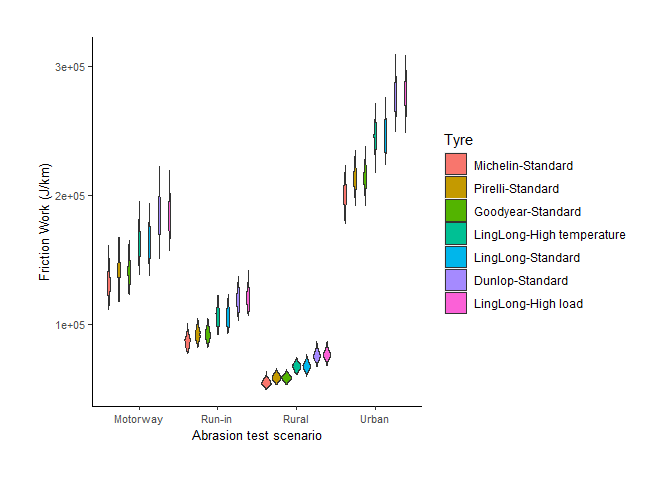 Friction Work (J/km)
3e+05
2e+05
1e+05
Motorway
Run-in
Rural
Urban
Abrasion test scenario
Tyre
Michelin-Standard
Pirelli-Standard
Goodyear-Standard
LingLong-High temperature
LingLong-Standard
Dunlop-Standard
LingLong-High load